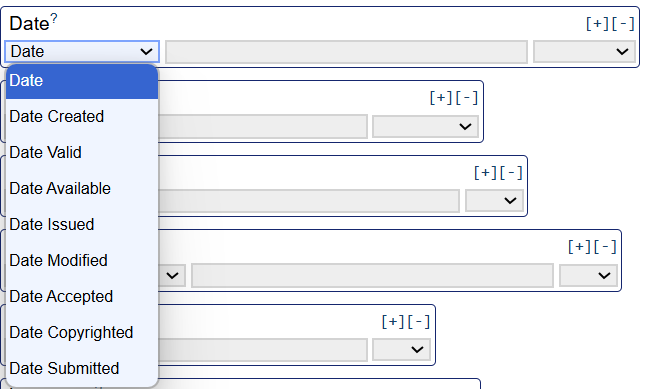 Date? [+][-]
Date
Date
Date Created [+][-]
Date Valid
Date Available [+][-]
Date Issued
Date Modified [+][-]
Date Accepted
Date Copyrighted [+][-]
Date Submitted